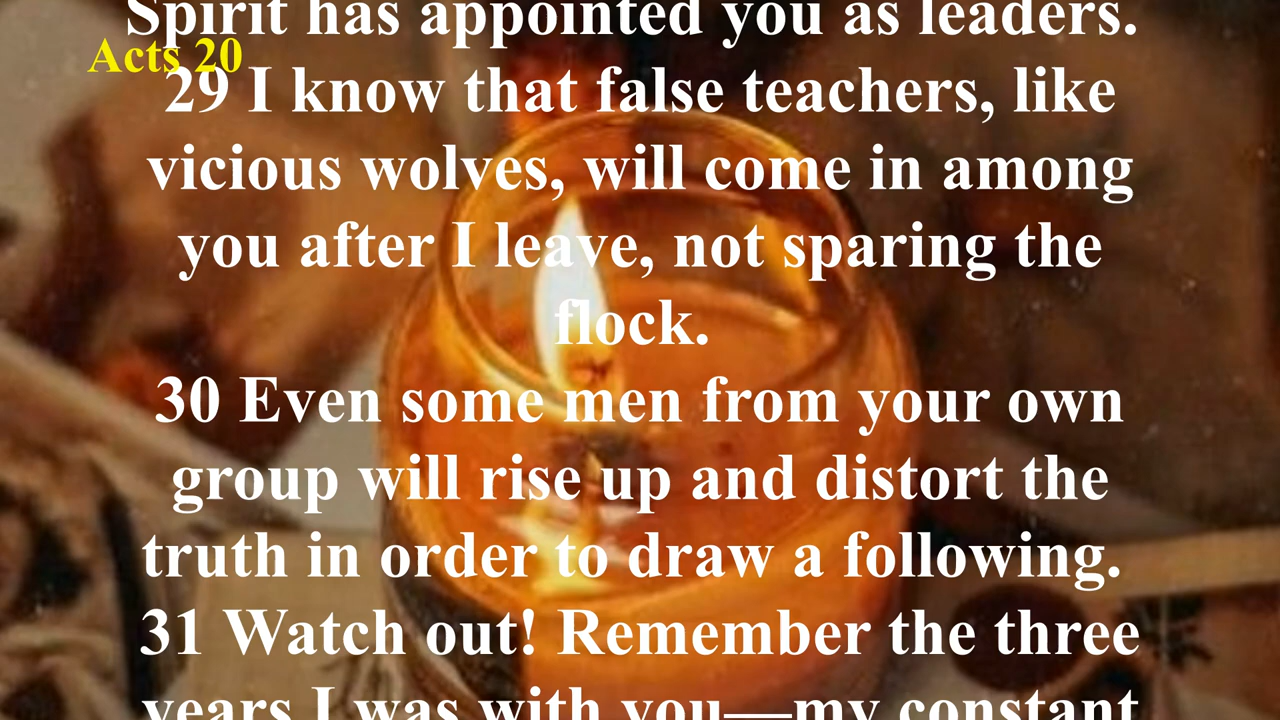 Spirit has appointed you as leaders.
Acts 20
29 I know that false teachers, like
vicious wolves, will come in among
you after I leave, not sparing the
flock.
30 Even some men from your own
group will rise up and distort the
truth in order to draw a following.
31 Watch out! Remember the three
years I was with you—my constant